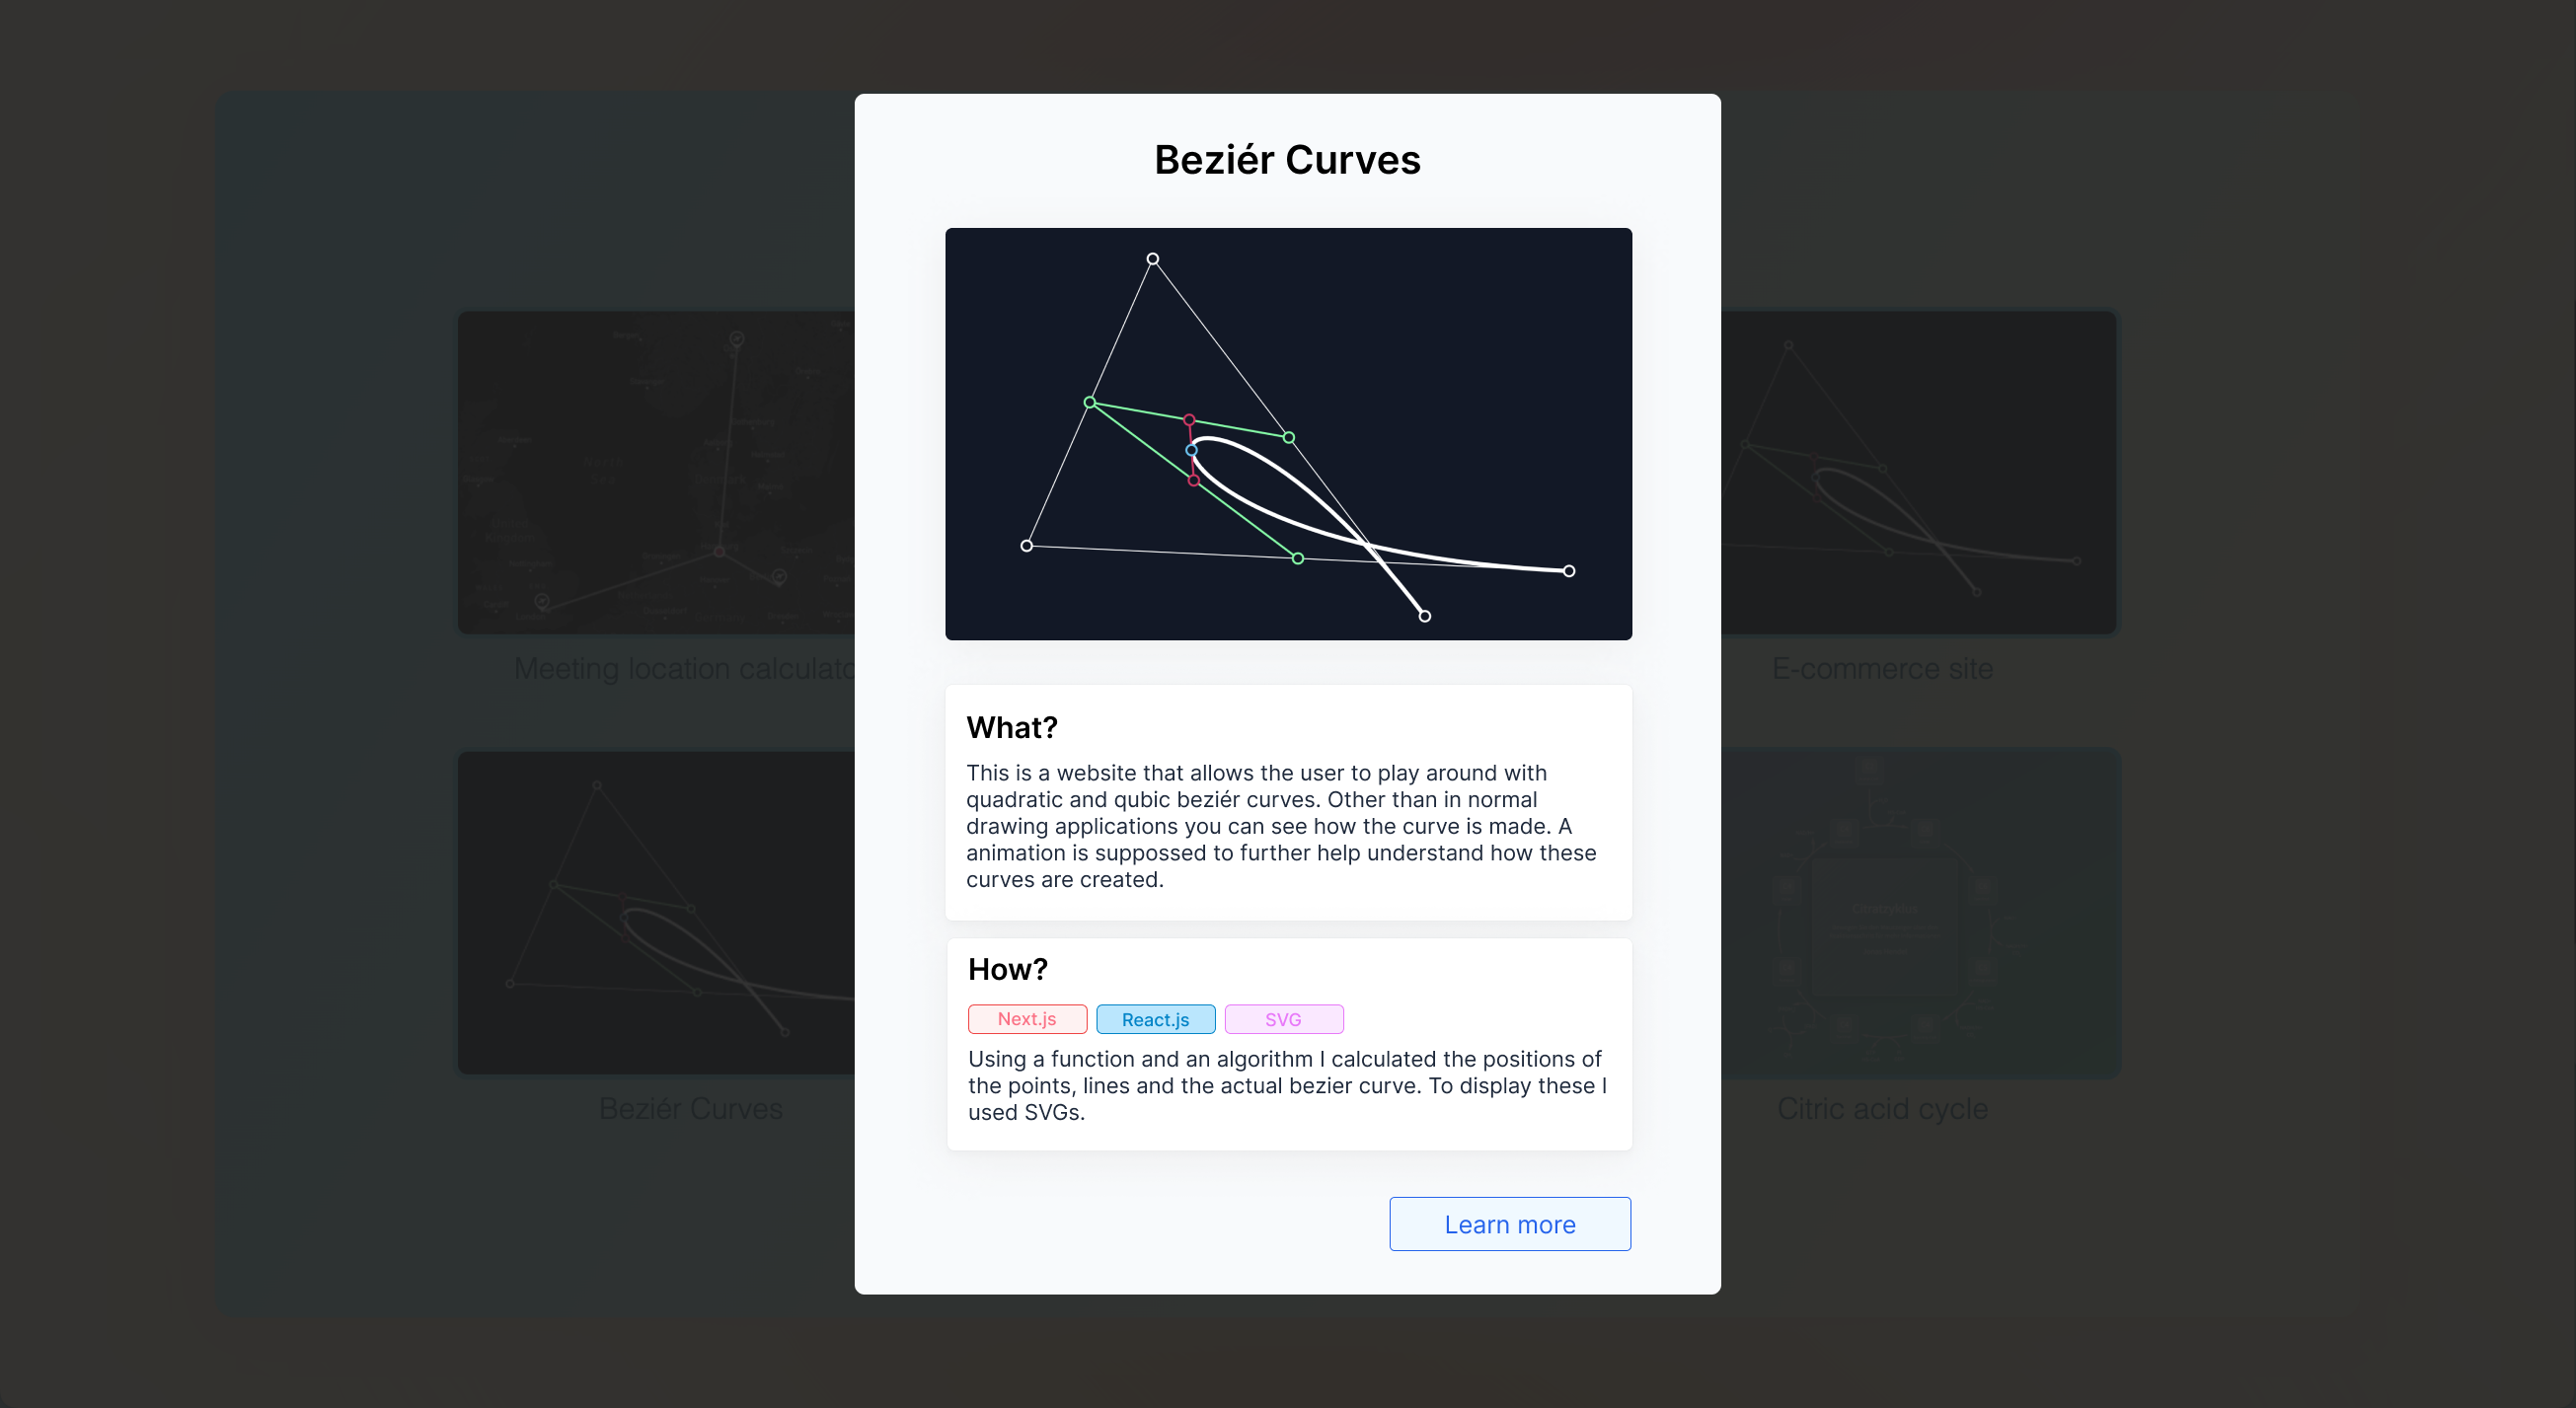 Beziér Curves
What?
This is a website that allows the user to play around with
quadratic and qubic beziér curves. Other than in normal
drawing applications you can see how the curve is made. A
animation is suppossed to further help understand how these
curves are created.
How?
Next.js React.js SVG
Using a function and an algorithm I calculated the positions of
the points, lines and the actual bezier curve. To display these I
used SVGs.
Learn more
Meeting location calculato
E-commerce site
Beziér Curves
Citric acid cycle